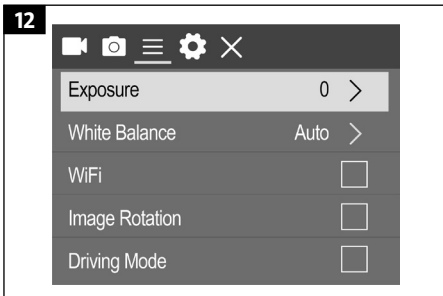 12
Exposure 0
White Balance Auto
WiFi
Image Rotation
Driving Mode